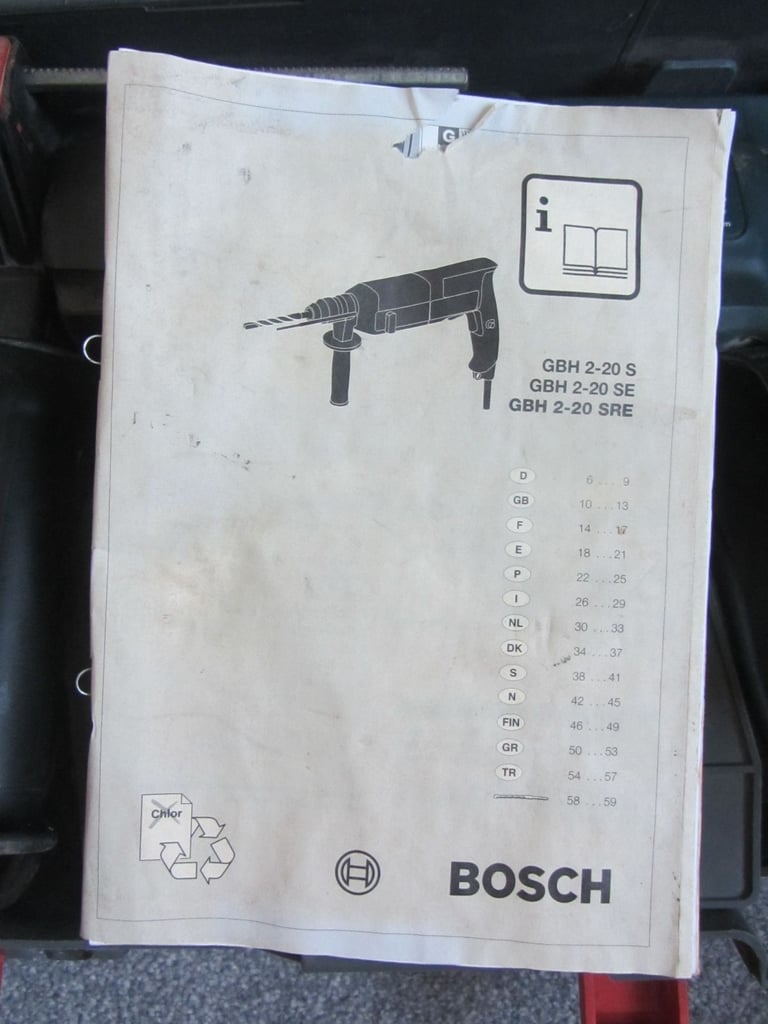 G
i
GBH 2-20 S
GBH 2-20 SE
GBH 2-20 SRE
D 6 ... 9
GB 10 ... 13
F 14 ... 17
E 18 ... 21
P 22 ... 25
I 26 ... 29
NL 30 ... 33
DK 34 ... 37
S 38 ... 41
N 42 ... 45
FIN 46 ... 49
GR 50 ... 53
TR 54 ... 57
58 ... 59
Chlor
BOSCH